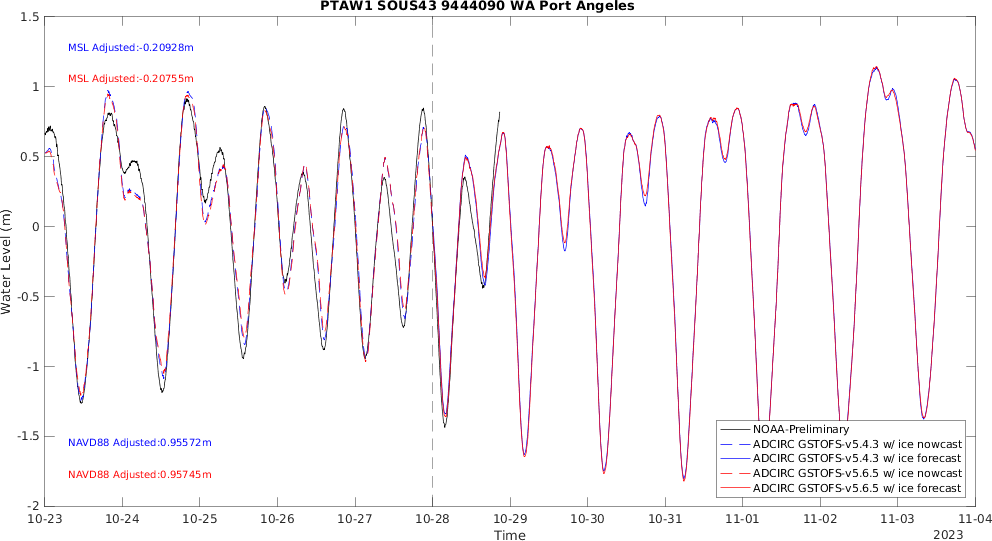 PTAW1 SOUS43 9444090 WA Port Angeles
1.5
1
0.5
0
-0.5
-1
-1.5
-2
Water Level (m)
MSL Adjusted:-0.20928m
MSL Adjusted:-0.20755m
NAVD88 Adjusted:0.95572m
NAVD88 Adjusted:0.95745m
NOAA-Preliminary
ADCIRC GSTOFS-v5.4.3 w/ ice nowcast
ADCIRC GSTOFS-v5.4.3 w/ ice forecast
ADCIRC GSTOFS-v5.6.5 w/ ice nowcast
ADCIRC GSTOFS-v5.6.5 w/ ice forecast
10-23 10-24 10-25 10-26 10-27 10-28 10-29 10-30 10-31 11-01 11-02 11-03 11-04
Time
2023